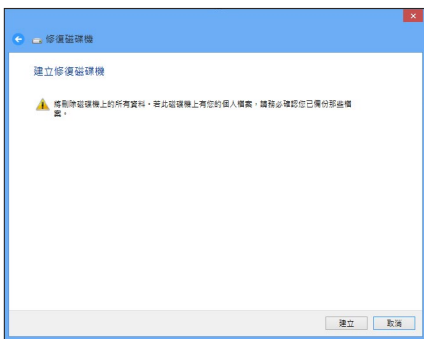 修復磁碟機
建立修復磁碟機
將刪除磁碟機上的所有資料。若此磁碟機上有您的個人檔案，請務必確認您已備份那些檔
案。
建立
取消